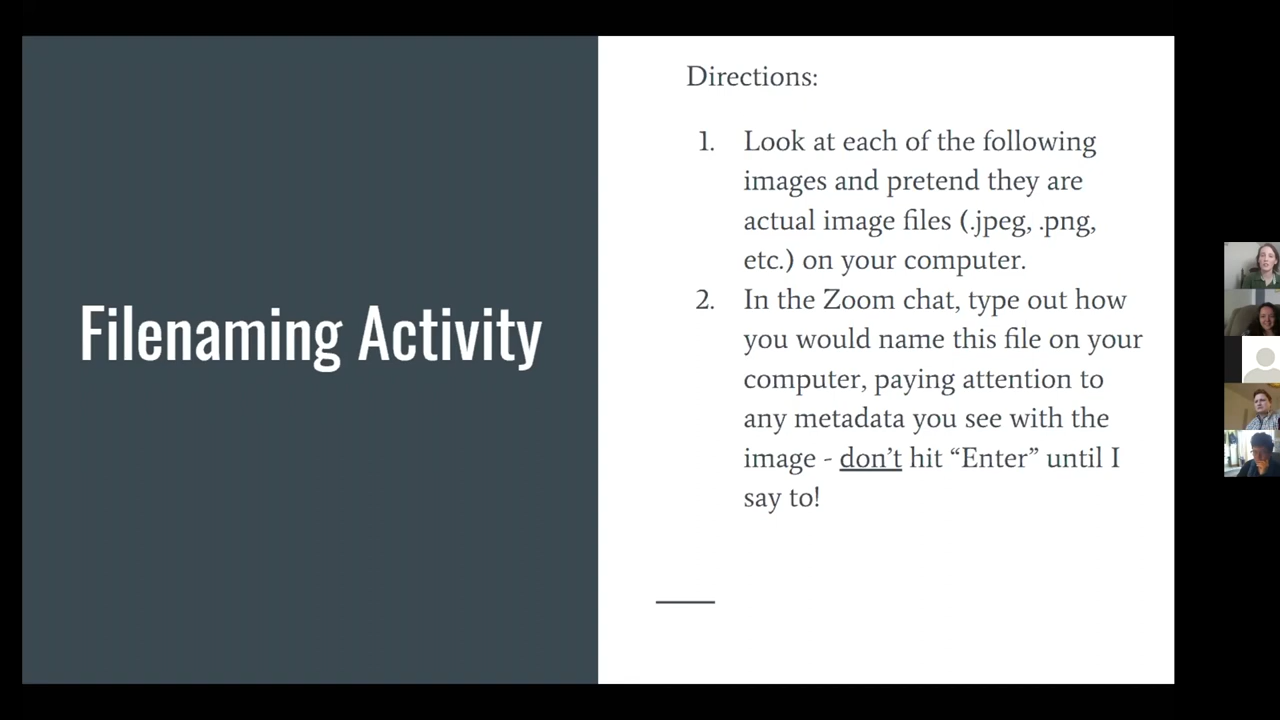 Filenaming Activity
Directions:
1. Look at each of the following
images and pretend they are
actual image files (.jpeg, .png,
etc.) on your computer.
2. In the Zoom chat, type out how
you would name this file on your
computer, paying attention to
any metadata you see with the
image - don’t hit “Enter” until I
say to!